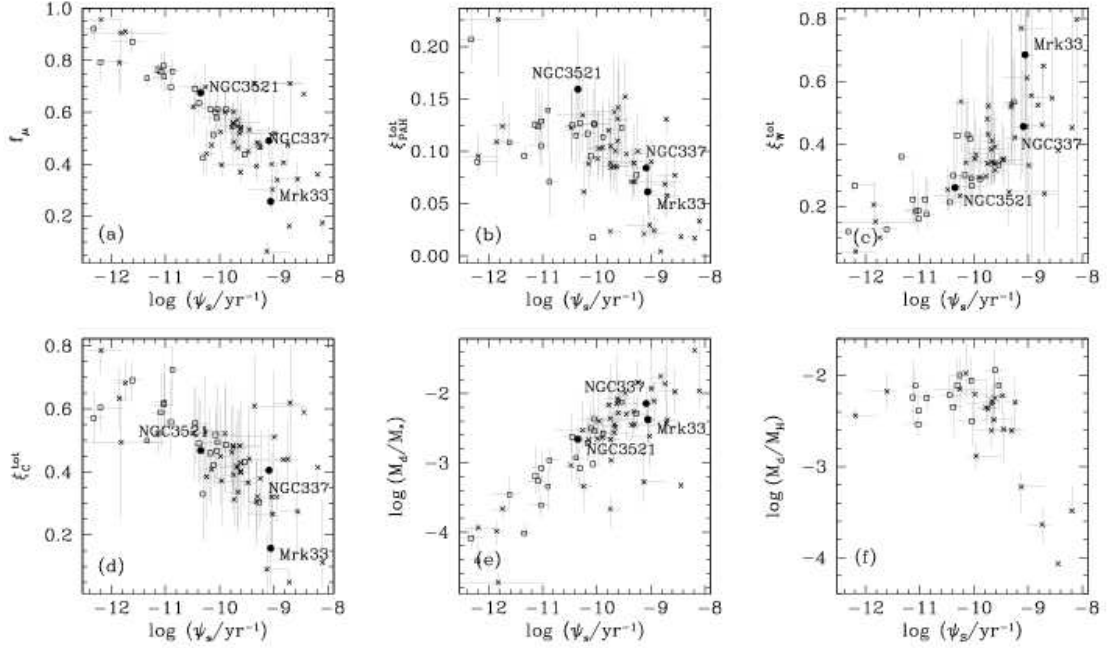 1.0
0.8
0.6
0.4
0.2
f_μ
NGC3521
NGC337
Mrk33
(a)
−12 −11 −10 −9 −8
log (ψ_s/yr⁻¹)
0.20
0.15
0.10
0.05
0.00
ξ_PAH^tot
NGC3521
NGC337
Mrk33
(b)
−12 −11 −10 −9 −8
log (ψ_s/yr⁻¹)
0.8
0.6
0.4
0.2
ξ_W^tot
Mrk33
NGC337
NGC3521
(c)
−12 −11 −10 −9 −8
log (ψ_s/yr⁻¹)
0.8
0.6
0.4
0.2
ξ_C^tot
NGC3521
NGC337
Mrk33
(d)
−12 −11 −10 −9 −8
log (ψ_s/yr⁻¹)
−2
−3
−4
log(M_d/M_*)
NGC337
Mrk33
NGC3521
(e)
−12 −11 −10 −9 −8
log (ψ_s/yr⁻¹)
−2
−3
−4
log(M_d/M_H)
(f)
−12 −11 −10 −9 −8
log (ψ_S/yr⁻¹)